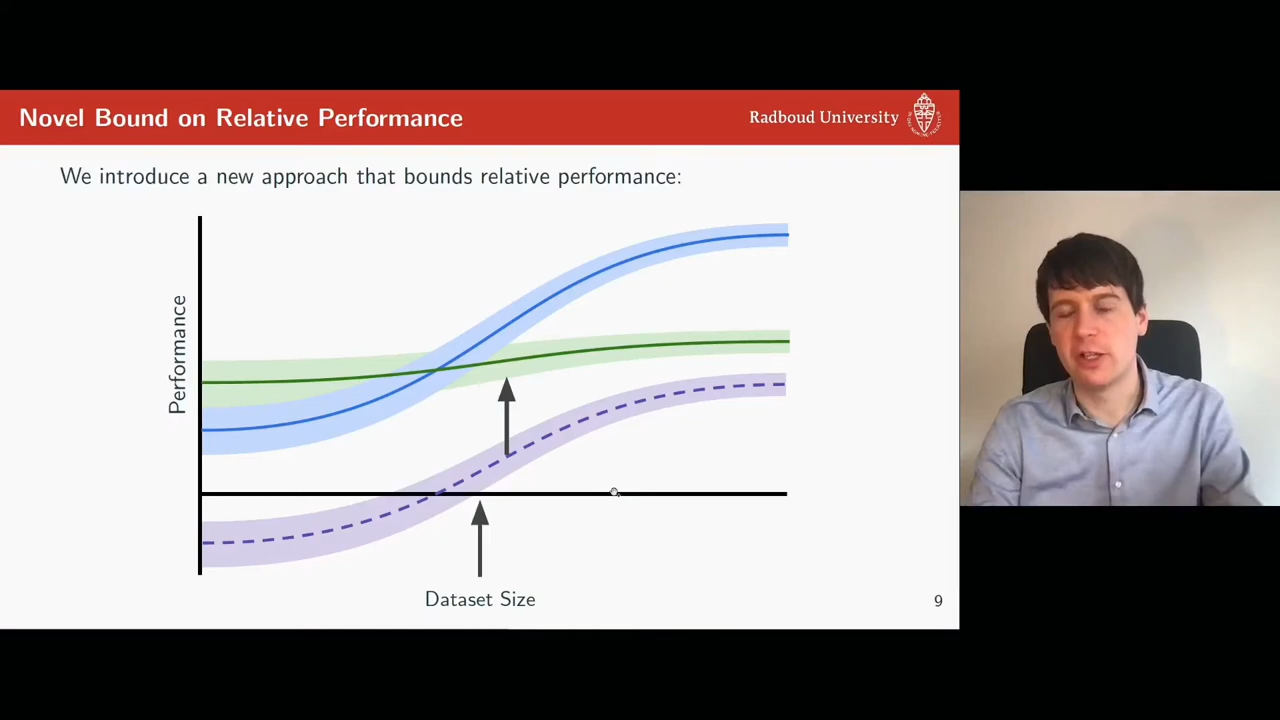 Novel Bound on Relative Performance
Radboud University
We introduce a new approach that bounds relative performance:
Performance
Dataset Size
9